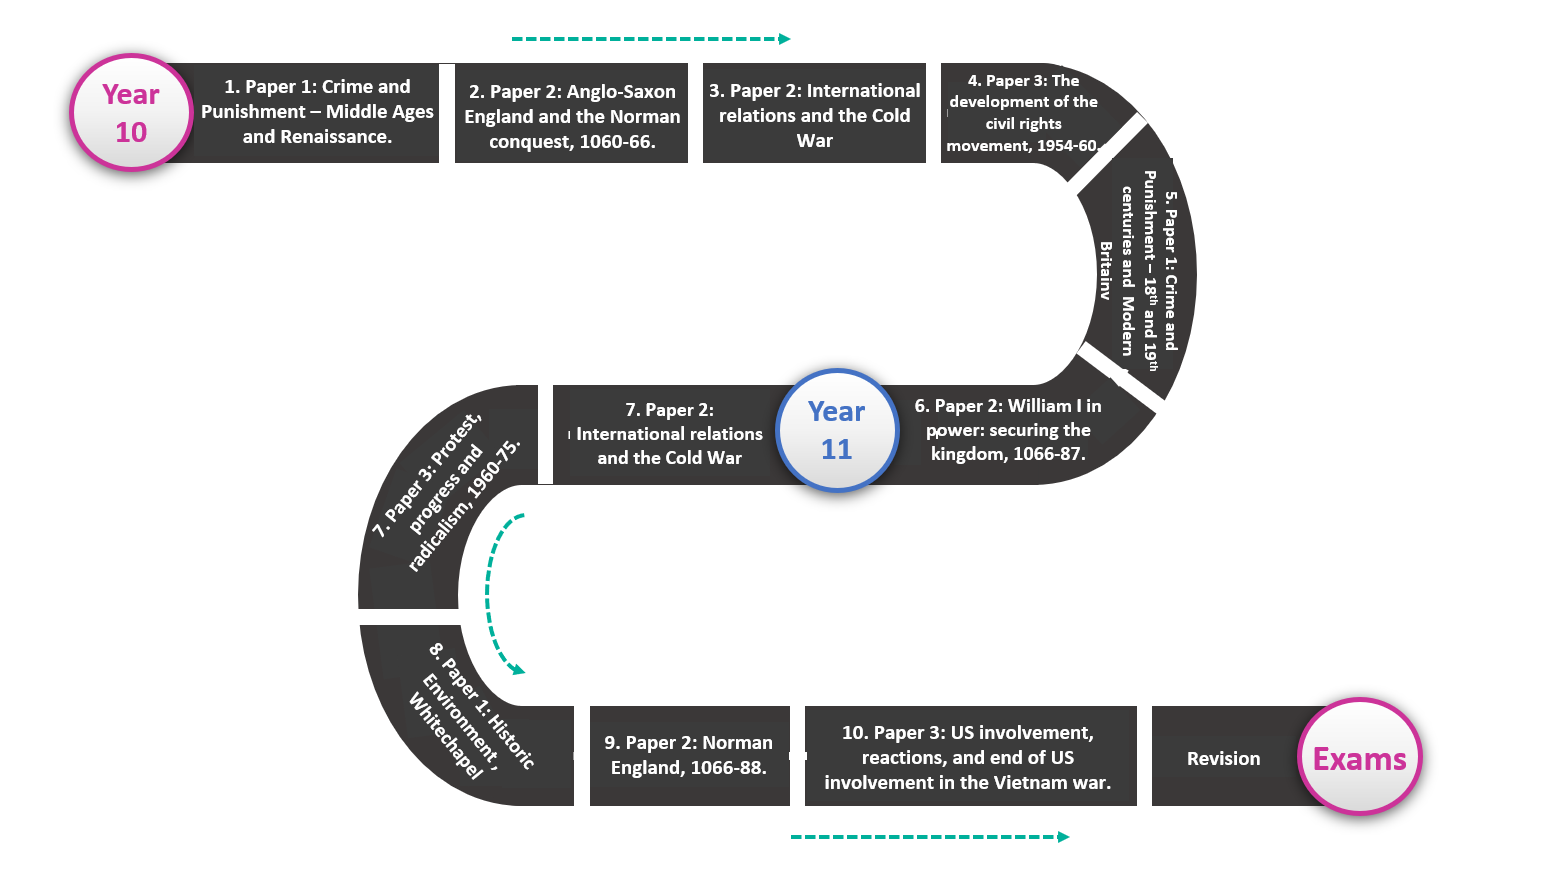 Year
10
1. Paper 1: Crime and
Punishment – Middle Ages
and Renaissance.
2. Paper 2: Anglo-Saxon
England and the Norman
conquest, 1060-66.
3. Paper 2: International
relations and the Cold
War
4. Paper 3: The
development of the
civil rights
movement, 1954-60.
5. Paper 1: Crime and
Punishment – 18th and 19th
centuries and Modern
Britainv
6. Paper 2: William I in
power: securing the
kingdom, 1066-87.
Year
11
7. Paper 2:
International relations
and the Cold War
7. Paper 3: Protest,
progress and
radicalism, 1960-75.
8. Paper 1: Historic
Environment ,
Whitechapel
9. Paper 2: Norman
England, 1066-88.
10. Paper 3: US involvement,
reactions, and end of US
involvement in the Vietnam war.
Revision
Exams